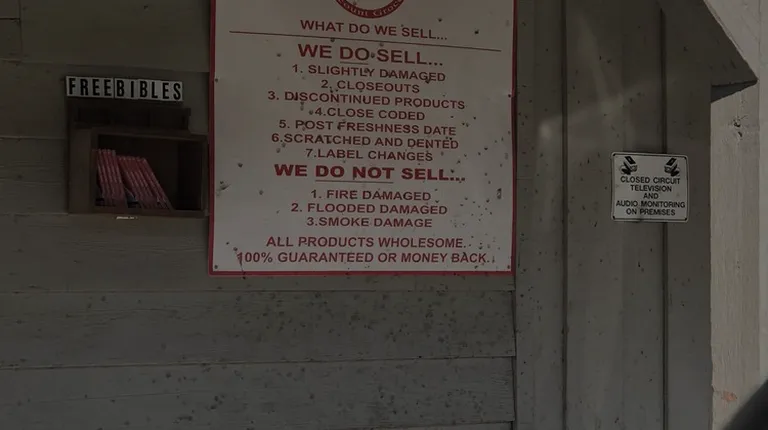 FREE BIBLES
WHAT DO WE SELL...
WE DO SELL...
1. SLIGHTLY DAMAGED
2. CLOSEOUTS
3. DISCONTINUED PRODUCTS
4.CLOSE CODED
5. POST FRESHNESS DATE
6.SCRATCHED AND DENTED
7.LABEL CHANGES
WE DO NOT SELL...
1. FIRE DAMAGED
2. FLOODED DAMAGED
3.SMOKE DAMAGE
ALL PRODUCTS WHOLESOME.
100% GUARANTEED OR MONEY BACK.
CLOSED CIRCUIT
TELEVISION
AND
AUDIO MONITORING
ON PREMISES